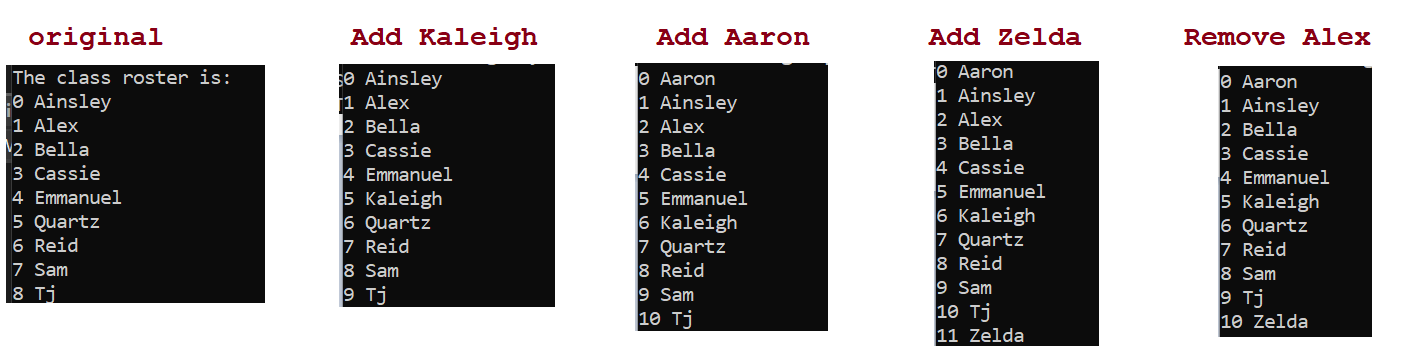 original
The class roster is:
0 Ainsley
1 Alex
2 Bella
3 Cassie
4 Emmanuel
5 Quartz
6 Reid
7 Sam
8 Tj
Add Kaleigh
0 Ainsley
1 Alex
2 Bella
3 Cassie
4 Emmanuel
5 Kaleigh
6 Quartz
7 Reid
8 Sam
9 Tj
Add Aaron
0 Aaron
1 Ainsley
2 Alex
3 Bella
4 Cassie
5 Emmanuel
6 Kaleigh
7 Quartz
8 Reid
9 Sam
10 Tj
Add Zelda
0 Aaron
1 Ainsley
2 Alex
3 Bella
4 Cassie
5 Emmanuel
6 Kaleigh
7 Quartz
8 Reid
9 Sam
10 Tj
11 Zelda
Remove Alex
0 Aaron
1 Ainsley
2 Bella
3 Cassie
4 Emmanuel
5 Kaleigh
6 Quartz
7 Reid
8 Sam
9 Tj
10 Zelda